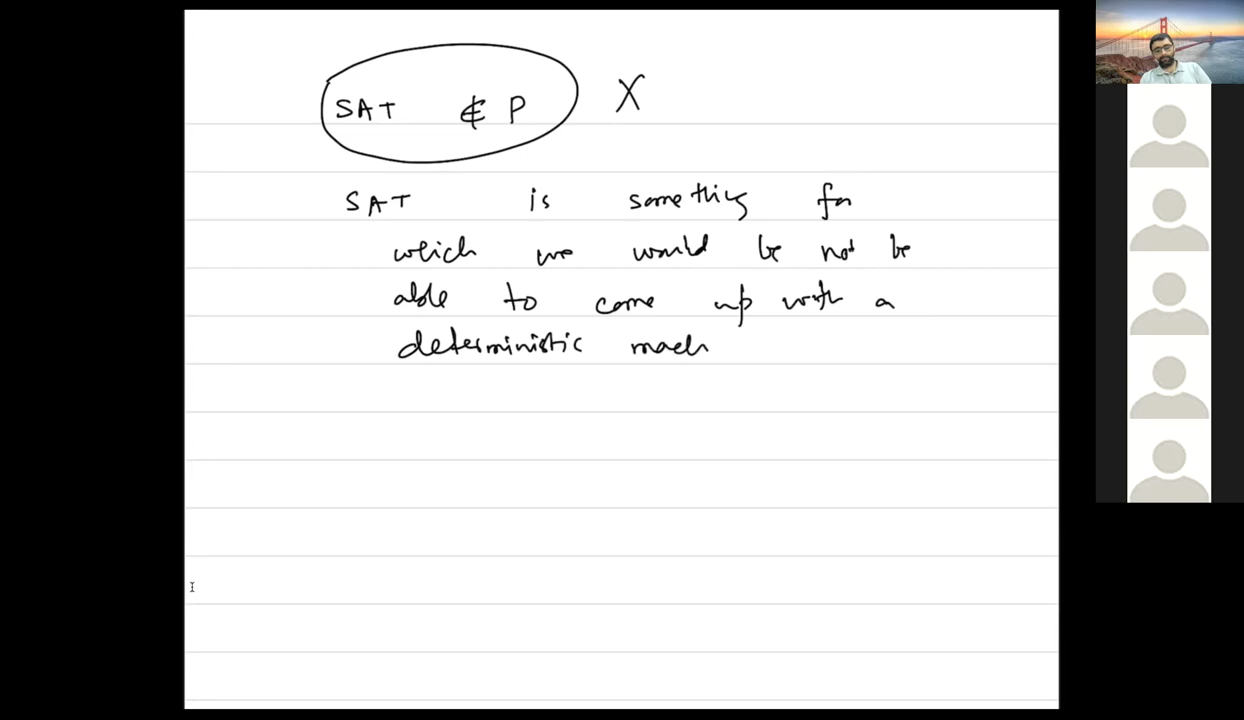 SAT ∉ P X
SAT is something for
which we would be not be
able to come up with a
deterministic mach